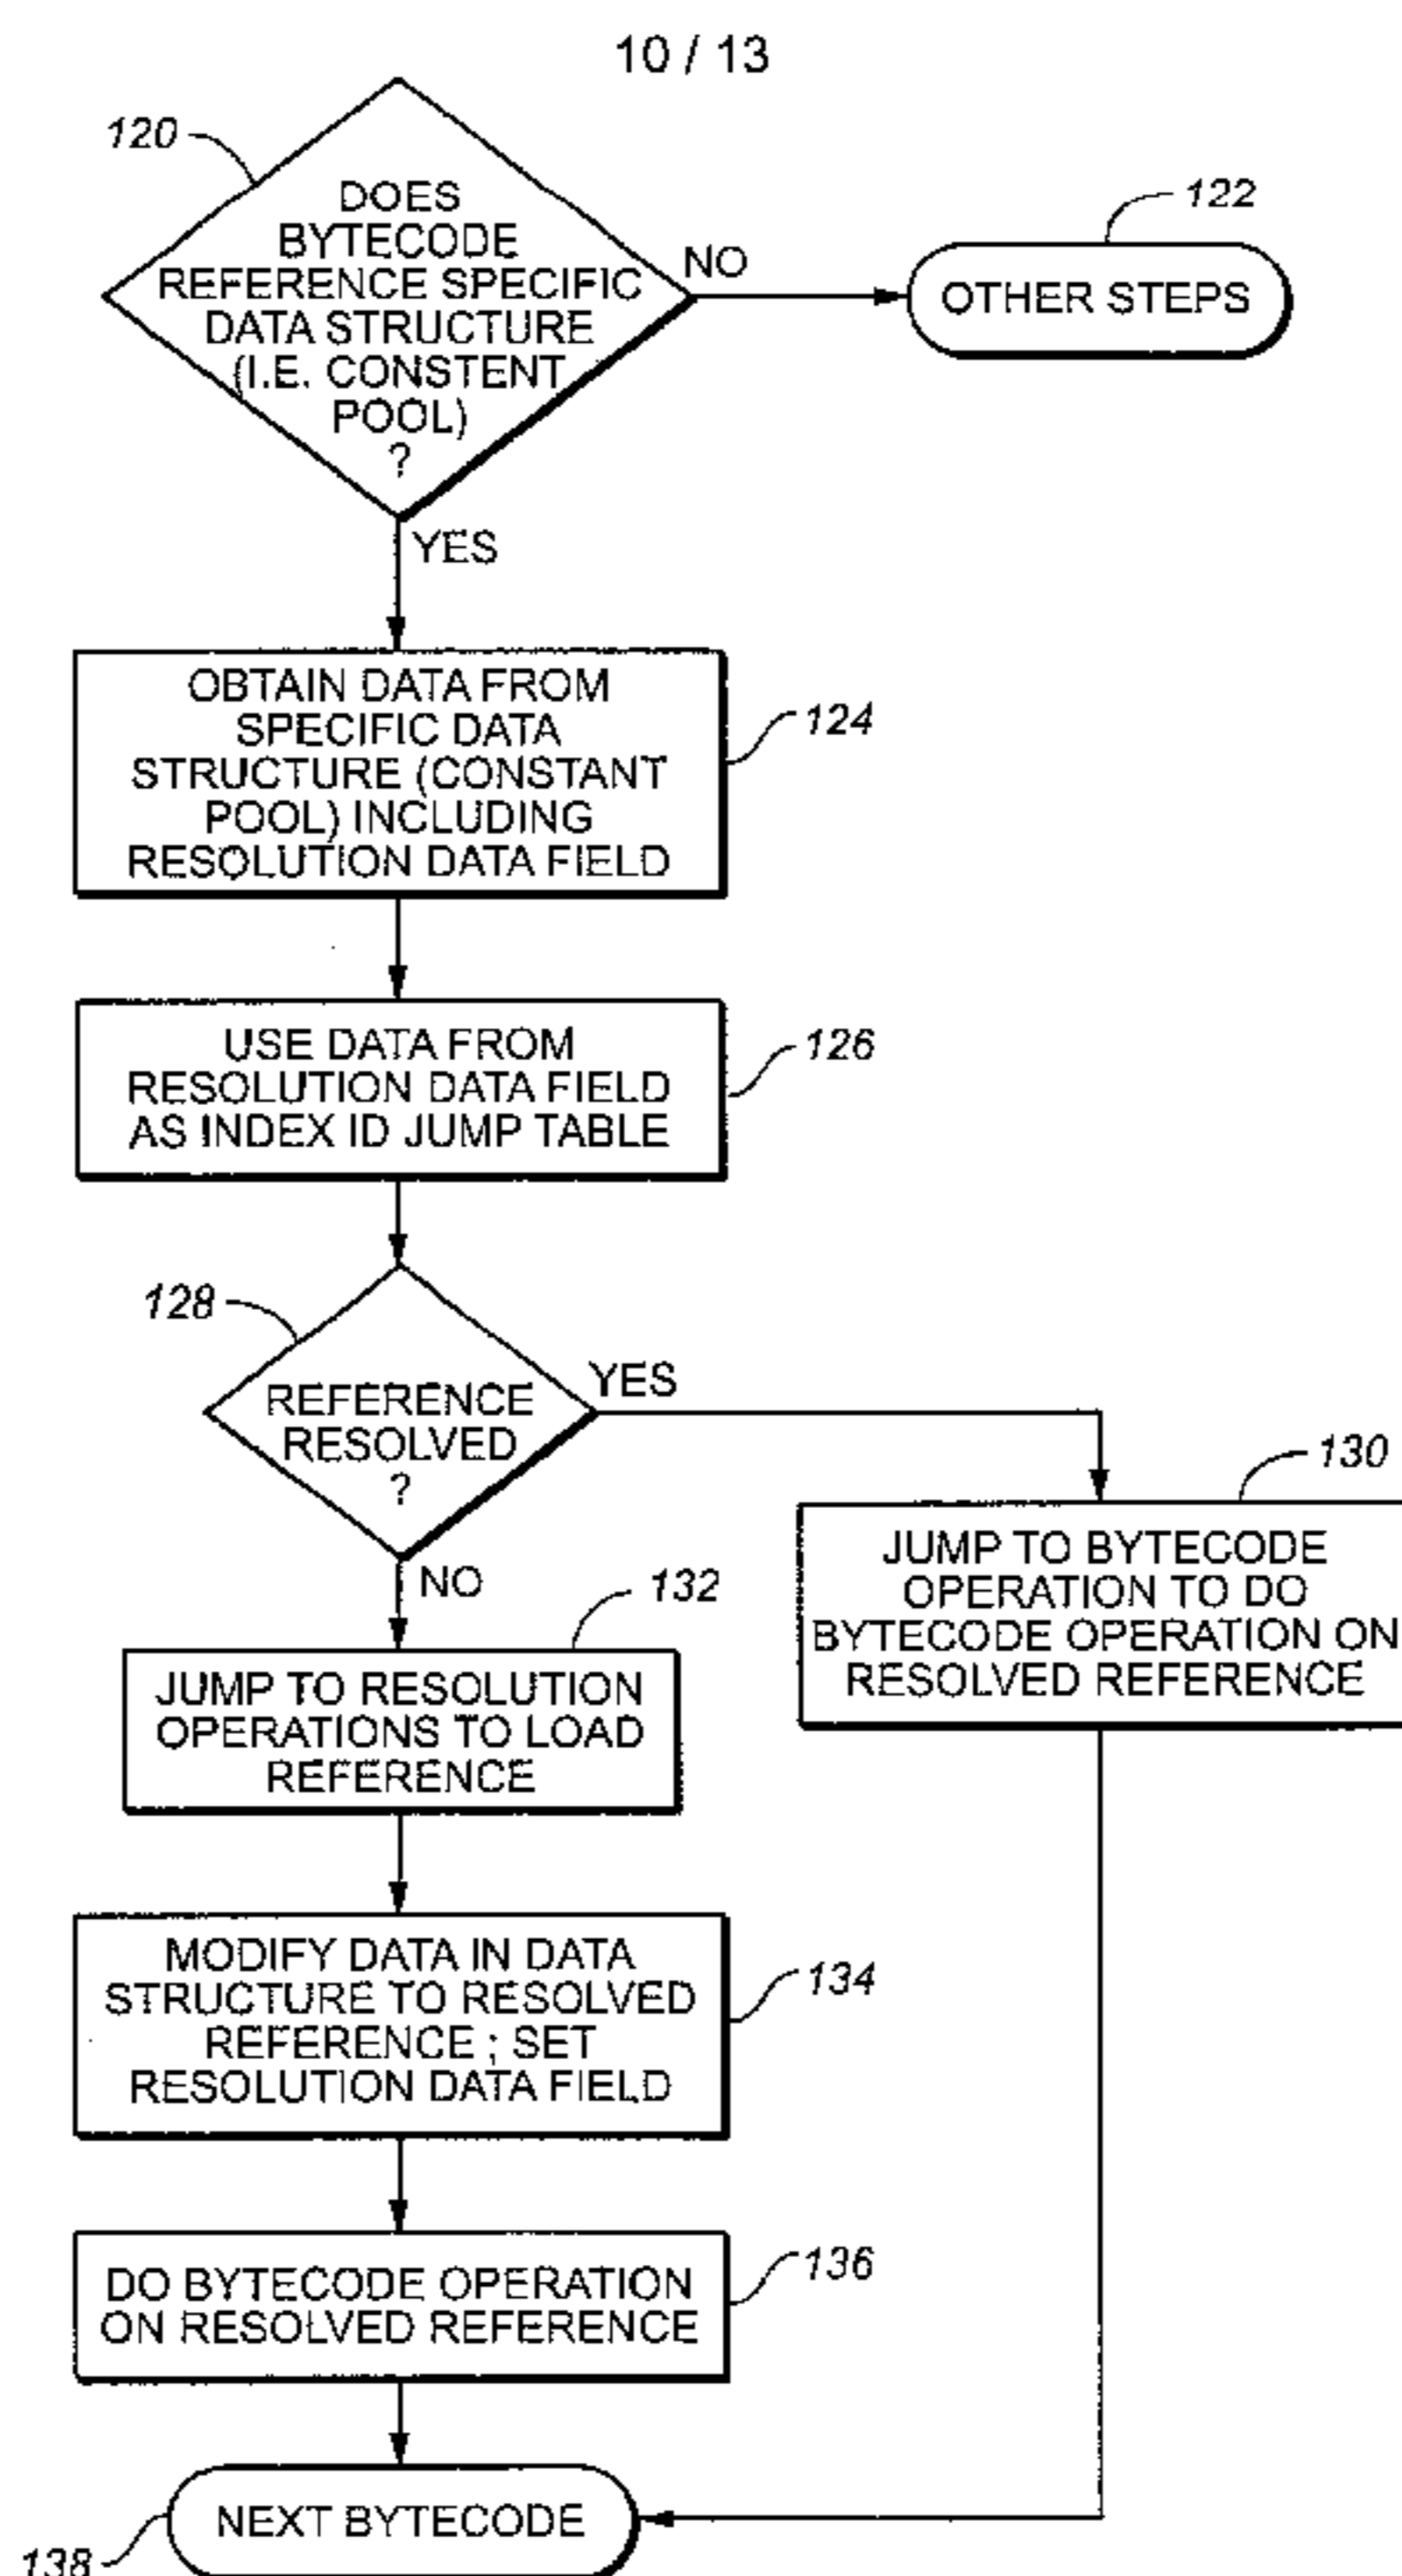 10 / 13
120
DOES
BYTECODE
REFERENCE SPECIFIC
DATA STRUCTURE
(I.E. CONSTENT
POOL)
?
NO
122
OTHER STEPS
YES
OBTAIN DATA FROM
SPECIFIC DATA
STRUCTURE (CONSTANT
POOL) INCLUDING
RESOLUTION DATA FIELD
124
USE DATA FROM
RESOLUTION DATA FIELD
AS INDEX ID JUMP TABLE
126
128
REFERENCE
RESOLVED
?
YES
130
JUMP TO BYTECODE
OPERATION TO DO
BYTECODE OPERATION ON
RESOLVED REFERENCE
NO
132
JUMP TO RESOLUTION
OPERATIONS TO LOAD
REFERENCE
MODIFY DATA IN DATA
STRUCTURE TO RESOLVED
REFERENCE ; SET
RESOLUTION DATA FIELD
134
DO BYTECODE OPERATION
ON RESOLVED REFERENCE
136
NEXT BYTECODE
138